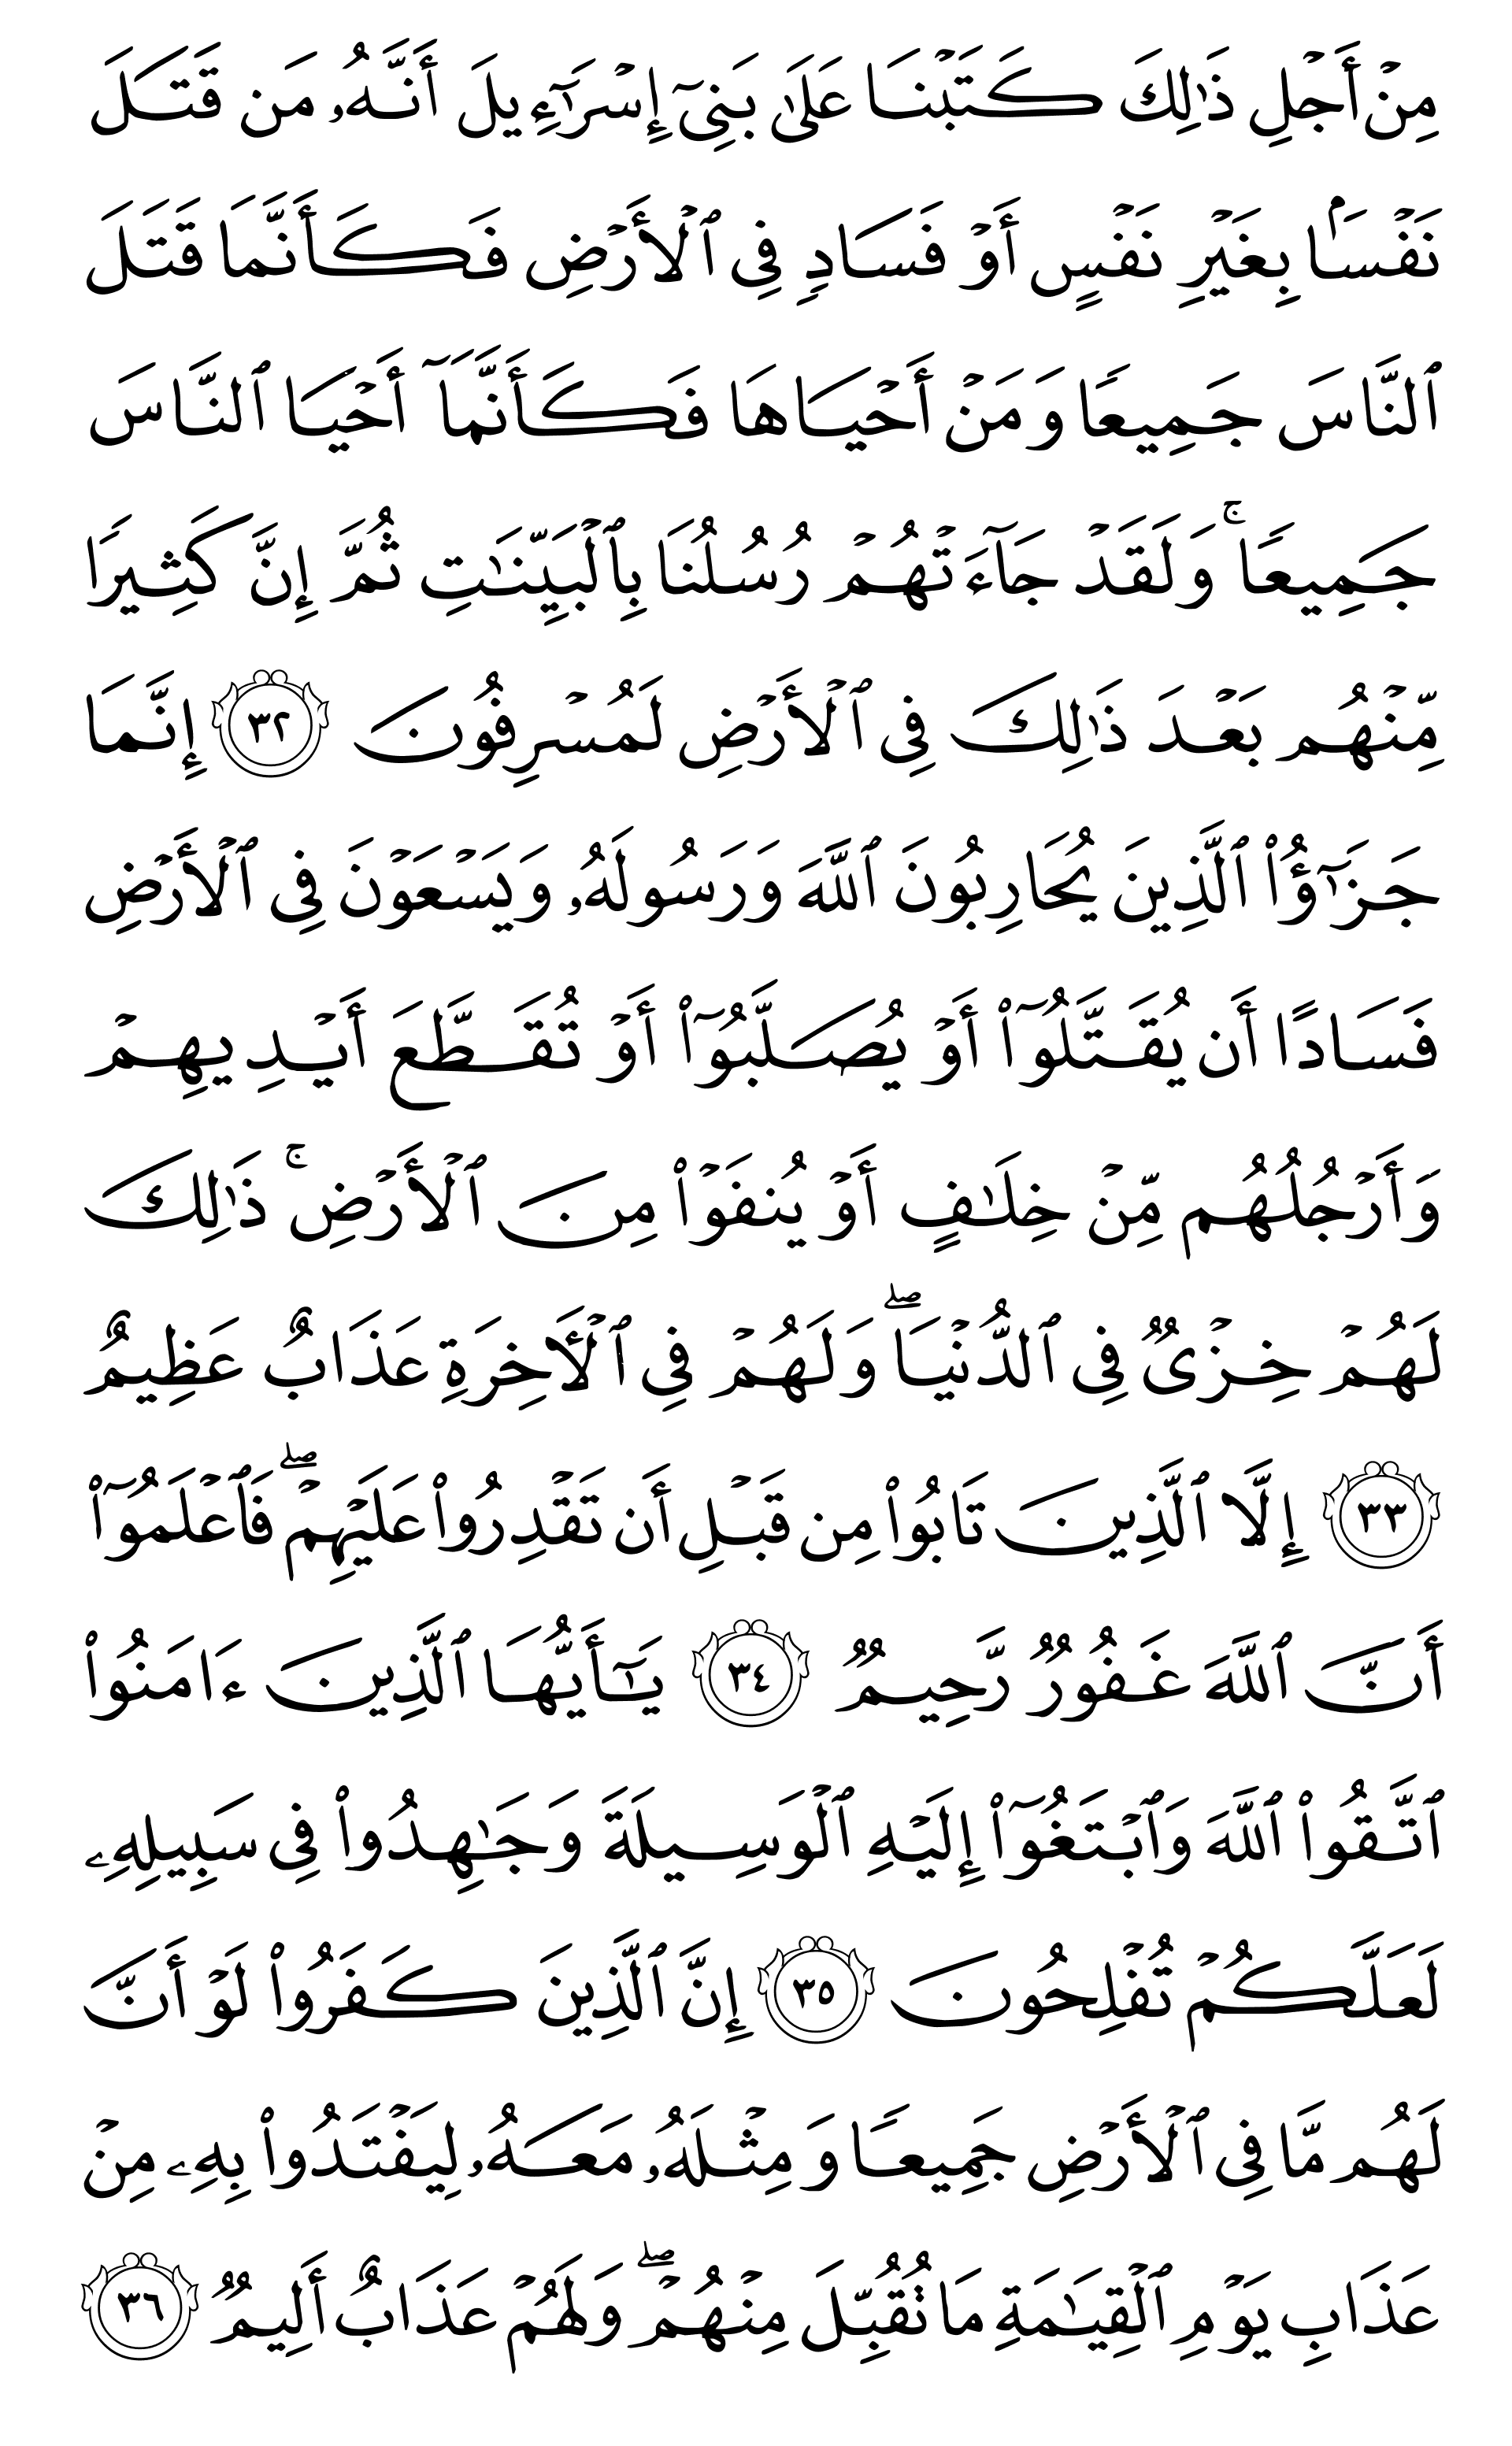 مِنْ أَجْلِ ذَٰلِكَ كَتَبْنَا عَلَىٰ بَنِىٓ إِسْرَٰٓءِيلَ أَنَّهُۥ مَن قَتَلَ
نَفْسًۢا بِغَيْرِ نَفْسٍ أَوْ فَسَادٍ فِى ٱلْأَرْضِ فَكَأَنَّمَا قَتَلَ
ٱلنَّاسَ جَمِيعًا وَمَنْ أَحْيَاهَا فَكَأَنَّمَآ أَحْيَا ٱلنَّاسَ
جَمِيعًا ۚ وَلَقَدْ جَآءَتْهُمْ رُسُلُنَا بِٱلْبَيِّنَٰتِ ثُمَّ إِنَّ كَثِيرًا
مِّنْهُم بَعْدَ ذَٰلِكَ فِى ٱلْأَرْضِ لَمُسْرِفُونَ ٣٢ إِنَّمَا
جَزَٰٓؤُا۟ ٱلَّذِينَ يُحَارِبُونَ ٱللَّهَ وَرَسُولَهُۥ وَيَسْعَوْنَ فِى ٱلْأَرْضِ
فَسَادًا أَن يُقَتَّلُوٓا۟ أَوْ يُصَلَّبُوٓا۟ أَوْ تُقَطَّعَ أَيْدِيهِمْ
وَأَرْجُلُهُم مِّنْ خِلَٰفٍ أَوْ يُنفَوْا۟ مِنَ ٱلْأَرْضِ ۚ ذَٰلِكَ
لَهُمْ خِزْىٌ فِى ٱلدُّنْيَا ۖ وَلَهُمْ فِى ٱلْـَٔاخِرَةِ عَذَابٌ عَظِيمٌ
٣٣ إِلَّا ٱلَّذِينَ تَابُوا۟ مِن قَبْلِ أَن تَقْدِرُوا۟ عَلَيْهِمْ ۖ فَٱعْلَمُوٓا۟
أَنَّ ٱللَّهَ غَفُورٌ رَّحِيمٌ ٣٤ يَٰٓأَيُّهَا ٱلَّذِينَ ءَامَنُوا۟
ٱتَّقُوا۟ ٱللَّهَ وَٱبْتَغُوٓا۟ إِلَيْهِ ٱلْوَسِيلَةَ وَجَٰهِدُوا۟ فِى سَبِيلِهِۦ
لَعَلَّكُمْ تُفْلِحُونَ ٣٥ إِنَّ ٱلَّذِينَ كَفَرُوا۟ لَوْ أَنَّ
لَهُم مَّا فِى ٱلْأَرْضِ جَمِيعًا وَمِثْلَهُۥ مَعَهُۥ لِيَفْتَدُوا۟ بِهِۦ مِنْ
عَذَابِ يَوْمِ ٱلْقِيَٰمَةِ مَا تُقُبِّلَ مِنْهُمْ ۖ وَلَهُمْ عَذَابٌ أَلِيمٌ ٣٦